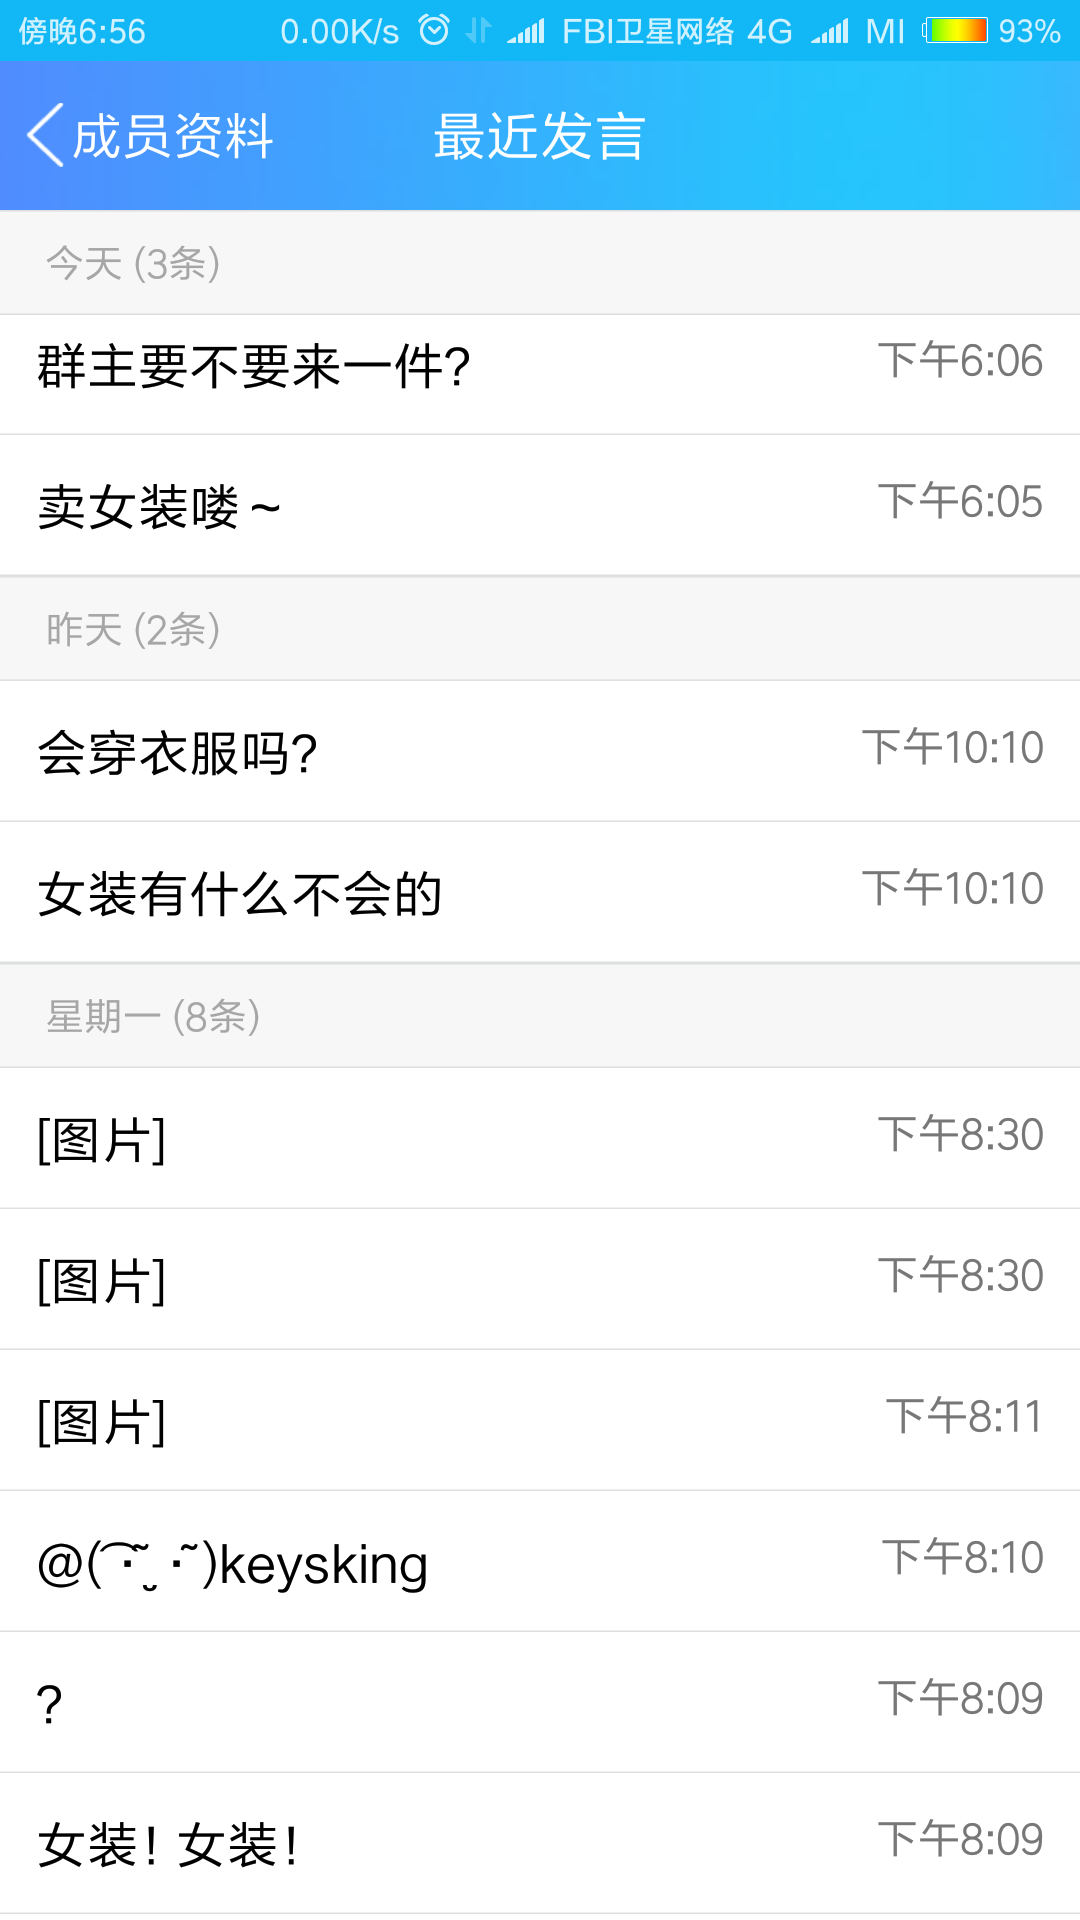 傍晚6:56 0.00K/s FBI卫星网络 4G MI 93%
成员资料 最近发言
今天 (3条)
群主要不要来一件? 下午6:06
卖女装喽～ 下午6:05
昨天 (2条)
会穿衣服吗? 下午10:10
女装有什么不会的 下午10:10
星期一 (8条)
[图片] 下午8:30
[图片] 下午8:30
[图片] 下午8:11
@( ͡·̃ ̮ ·̃)keysking 下午8:10
? 下午8:09
女装! 女装! 下午8:09